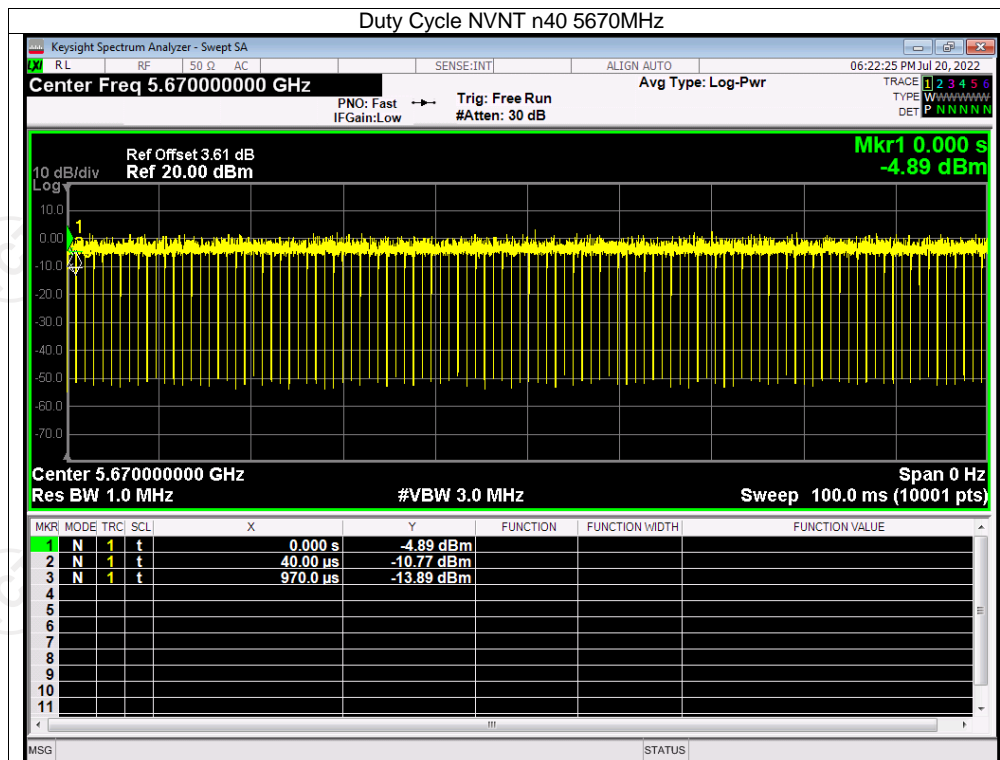 Duty Cycle NVNT n40 5670MHz
Keysight Spectrum Analyzer - Swept SA
LXI RL RF 50 Ω AC SENSE:INT ALIGN AUTO 06:22:25 PM Jul 20, 2022
Center Freq 5.670000000 GHz Avg Type: Log-Pwr TRACE 1 2 3 4 5 6
PNO: Fast Trig: Free Run TYPE WWWWWW
IFGain:Low #Atten: 30 dB DET P N N N N N
Mkr1 0.000 s
-4.89 dBm
Ref Offset 3.61 dB
10 dB/div Ref 20.00 dBm
Log
10.0
1
0.00
-10.0
-20.0
-30.0
-40.0
-50.0
-60.0
-70.0
Center 5.670000000 GHz Span 0 Hz
Res BW 1.0 MHz #VBW 3.0 MHz Sweep 100.0 ms (10001 pts)
MKR MODE TRC SCL X Y FUNCTION FUNCTION WIDTH FUNCTION VALUE
1 N 1 t 0.000 s -4.89 dBm
2 N 1 t 40.00 µs -10.77 dBm
3 N 1 t 970.0 µs -13.89 dBm
4
5
6
7
8
9
10
11
MSG STATUS